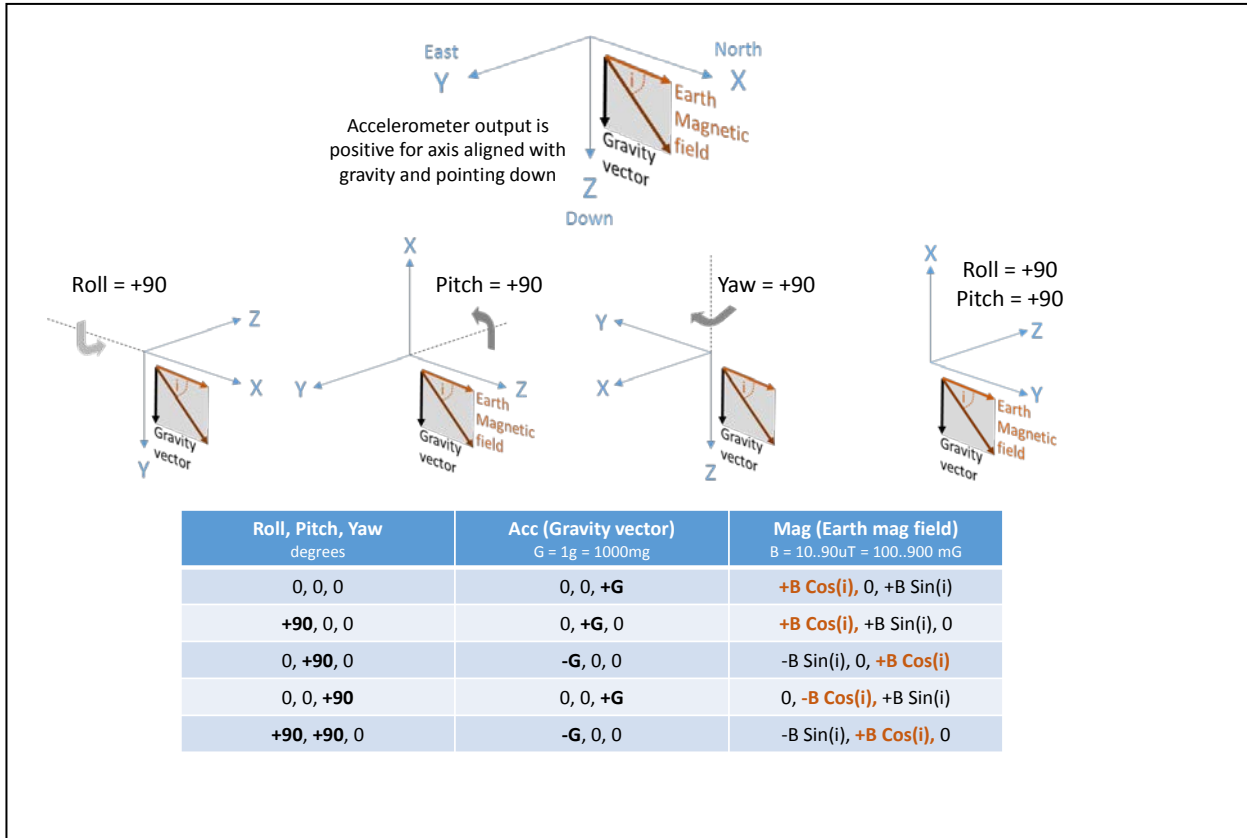 East
Y
North
X
i
Earth
Magnetic
field
Gravity
vector
Accelerometer output is
positive for axis aligned with
gravity and pointing down
Z
Down
Roll = +90
Z
X
i
Gravity
vector
Y
X
Pitch = +90
Y
Z
i
Earth
Magnetic
field
Gravity
vector
Yaw = +90
Y
X
i
Gravity
vector
Z
X
Roll = +90
Pitch = +90
Z
Y
i
Earth
Magnetic
field
Gravity
vector
Roll, Pitch, Yaw Acc (Gravity vector) Mag (Earth mag field)
degrees G = 1g = 1000mg B = 10..90uT = 100..900 mG
0, 0, 0 0, 0, +G +B Cos(i), 0, +B Sin(i)
+90, 0, 0 0, +G, 0 +B Cos(i), +B Sin(i), 0
0, +90, 0 -G, 0, 0 -B Sin(i), 0, +B Cos(i)
0, 0, +90 0, 0, +G 0, -B Cos(i), +B Sin(i)
+90, +90, 0 -G, 0, 0 -B Sin(i), +B Cos(i), 0